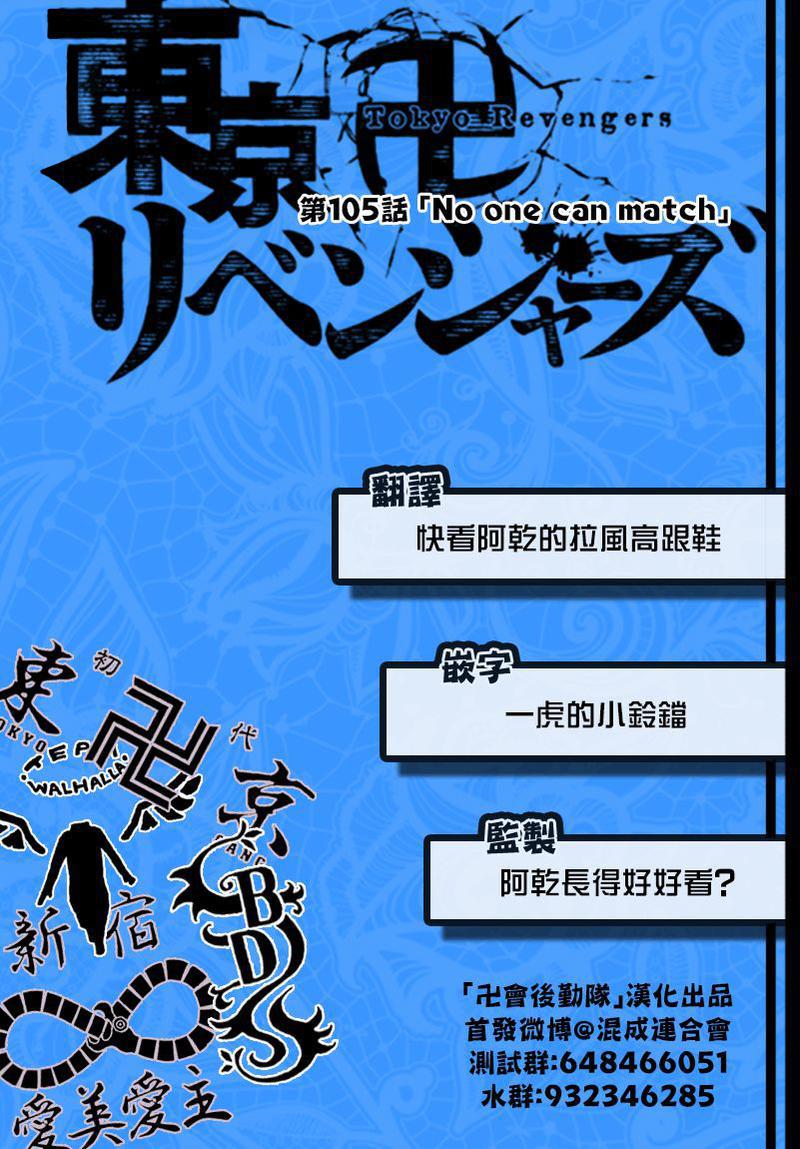 東京卍
Tokyo Revengers
第105話「No one can match」
リベンジャーズ
翻譯
快看阿乾的拉風高跟鞋
嵌字
一虎的小鈴鐺
監製
阿乾長得好好看?
初
代
東
卍
京
TOKYO
WALHALLA
新宿
BD
愛美愛主
「卍會後勤隊」漢化出品
首發微博@混成連合會
測試群:648466051
水群:932346285